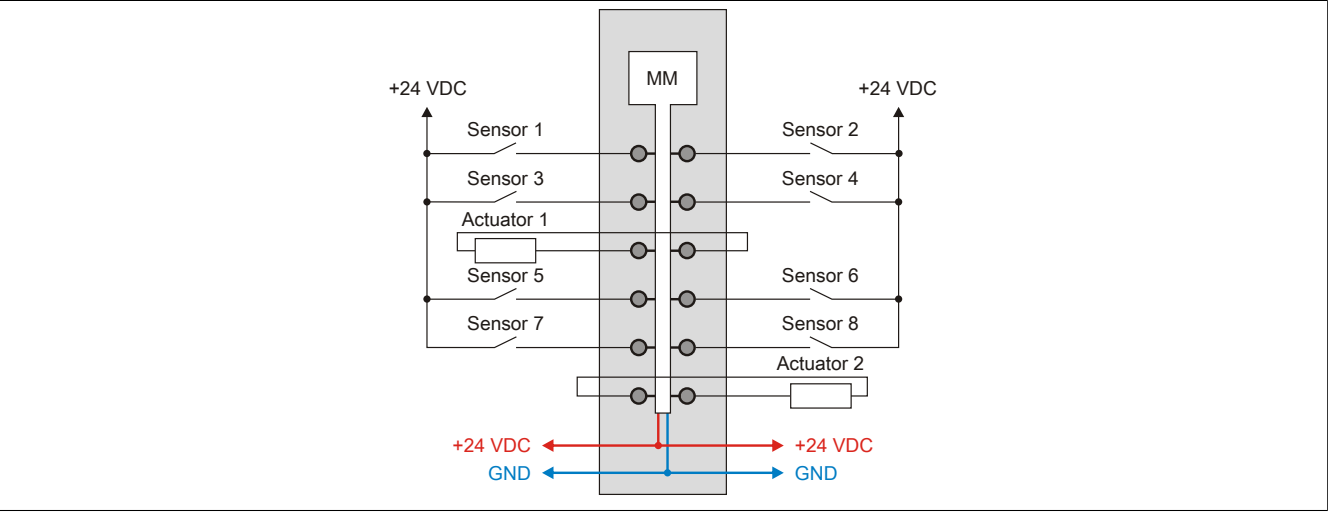 MM
+24 VDC +24 VDC
Sensor 1 Sensor 2
Sensor 3 Sensor 4
Actuator 1
Sensor 5 Sensor 6
Sensor 7 Sensor 8
Actuator 2
+24 VDC +24 VDC
GND GND